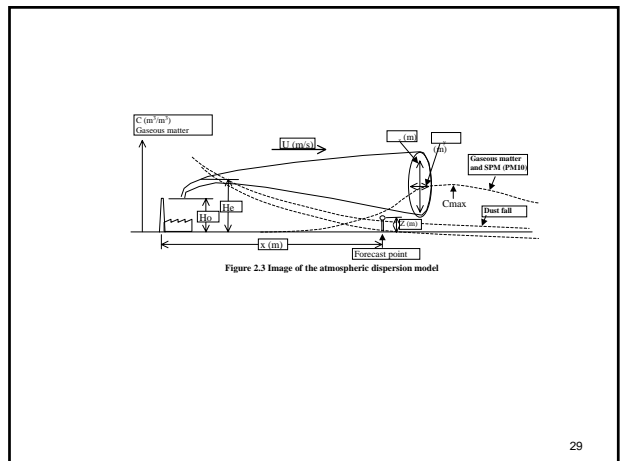 C (m³/m³)
Gaseous matter
U (m/s)
z (m)
y
(m)
Gaseous matter
and SPM (PM10)
He
Ho
Cmax
Dust fall
Z (m)
x (m)
Forecast point
Figure 2.3 Image of the atmospheric dispersion model
29